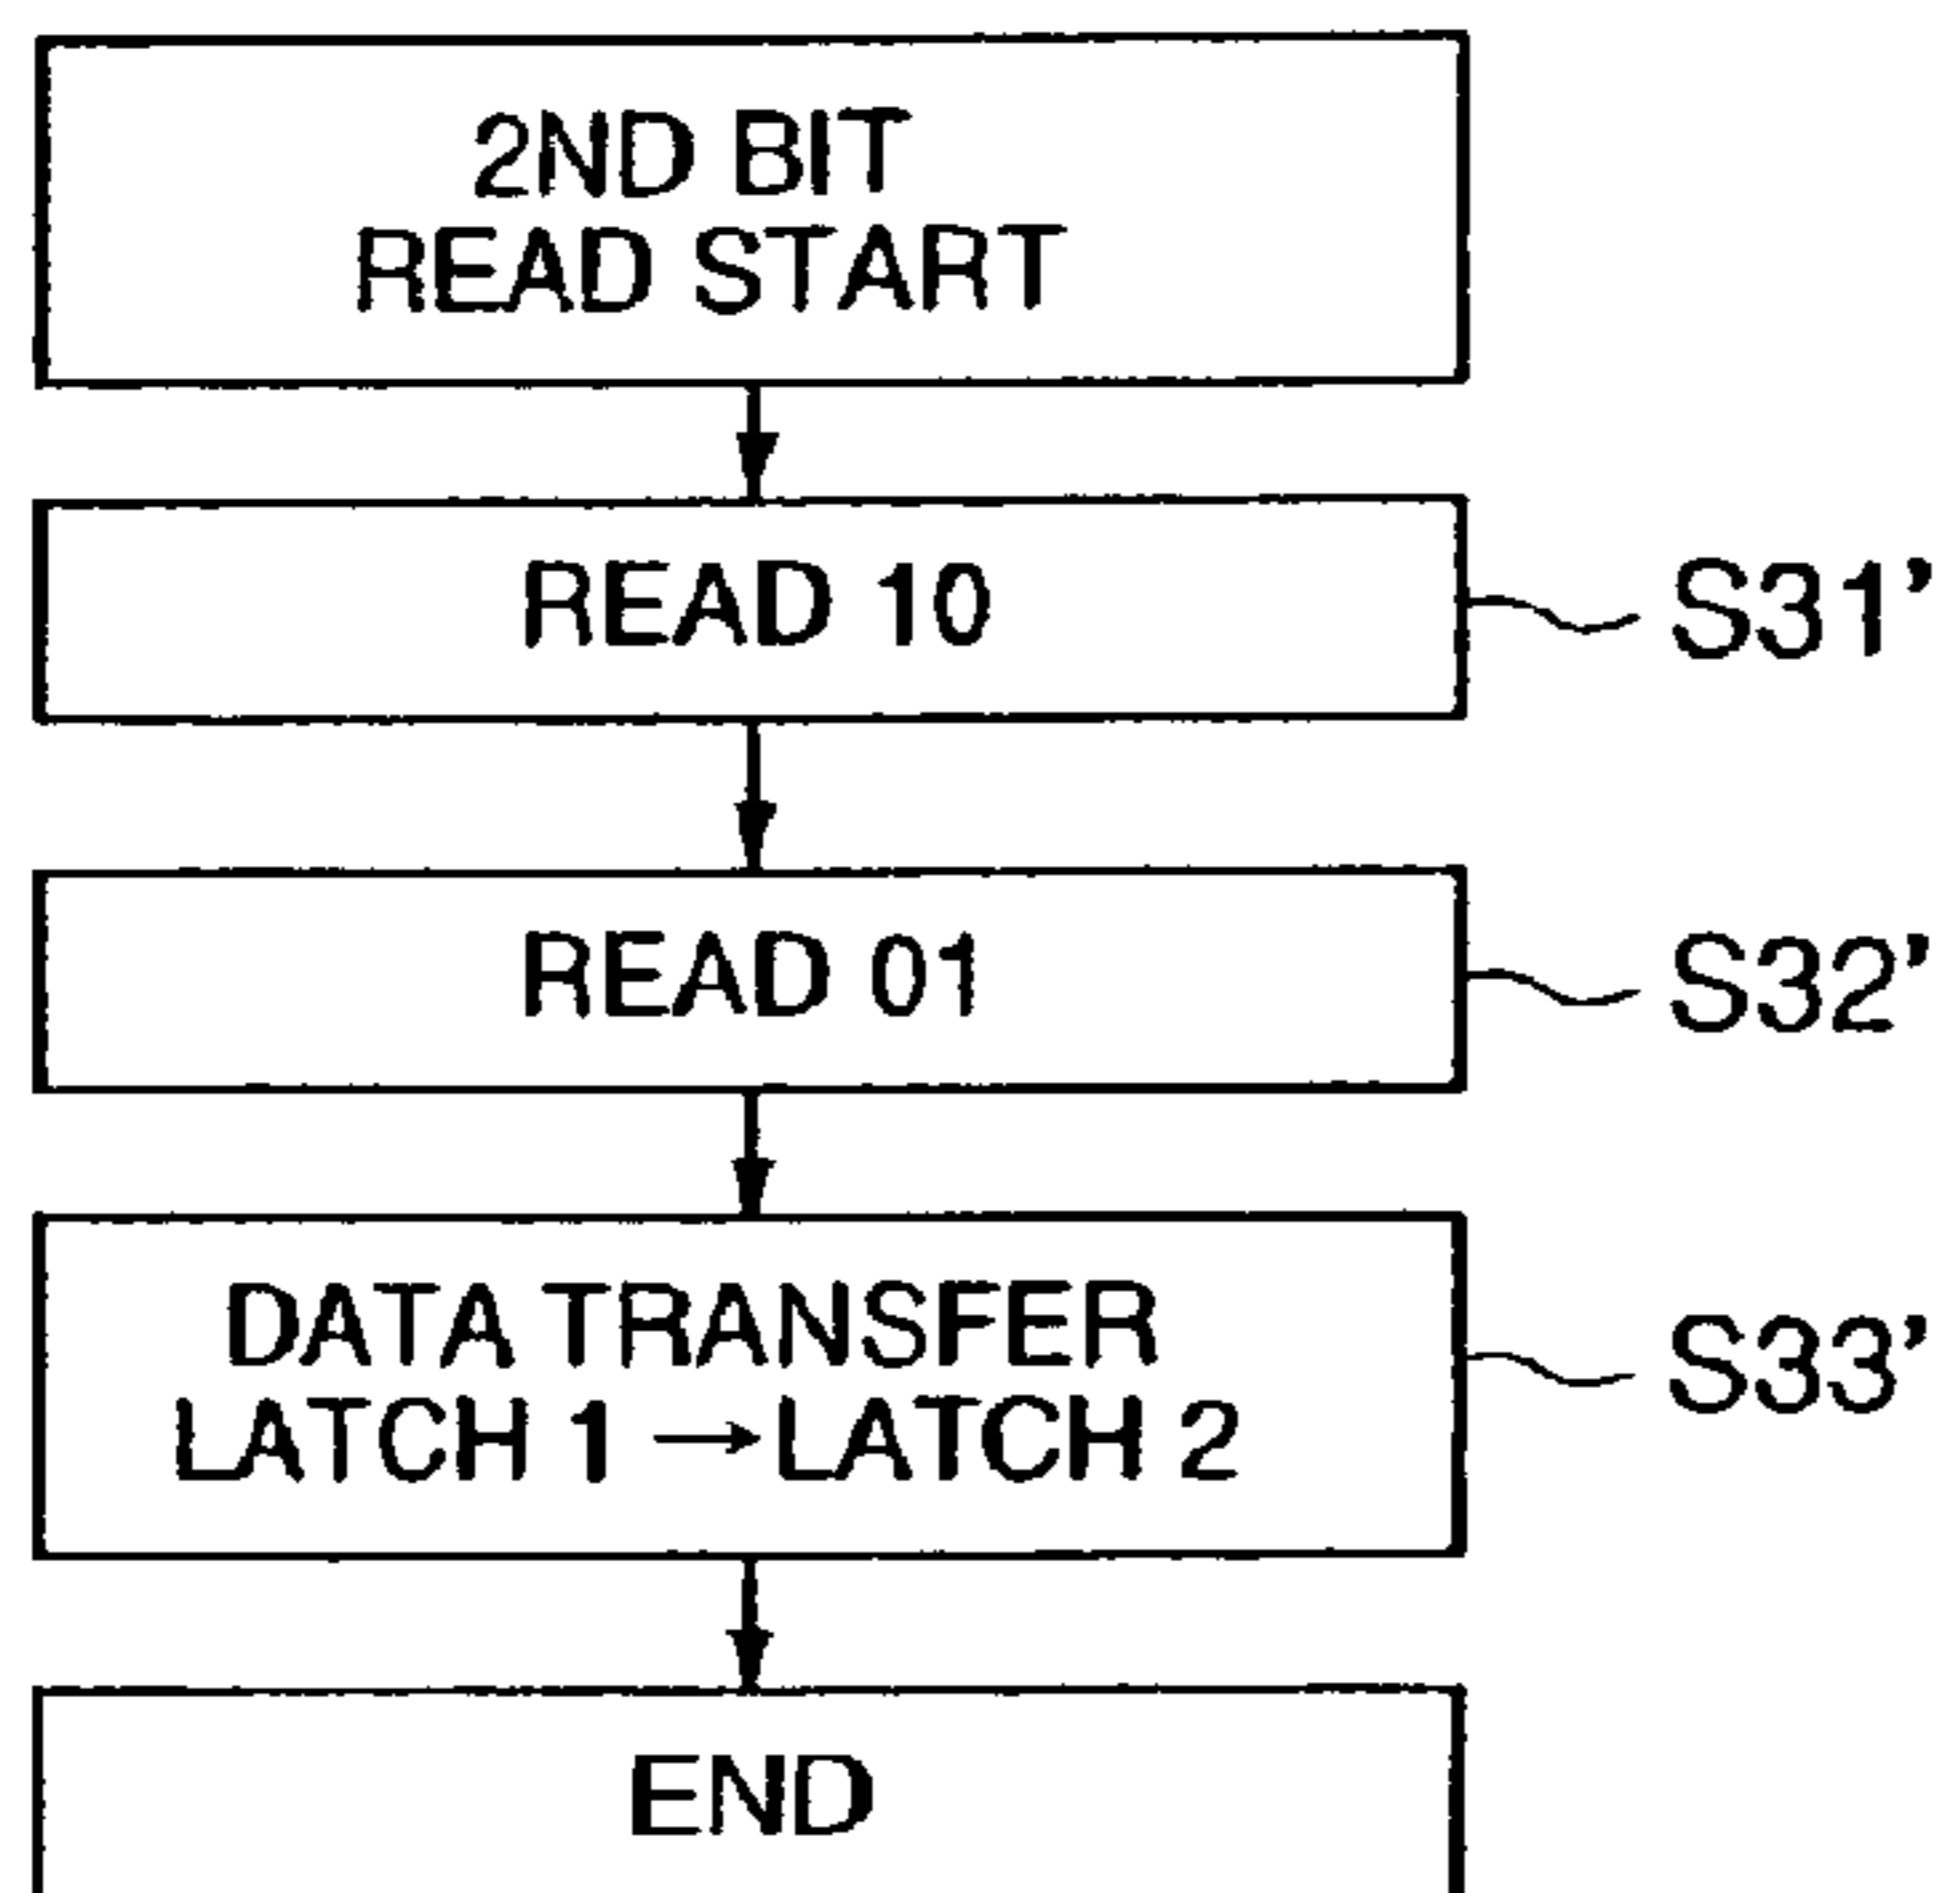 2ND BIT
READ START
READ 10
S31’
READ 01
S32’
DATA TRANSFER
LATCH 1 → LATCH 2
S33’
END